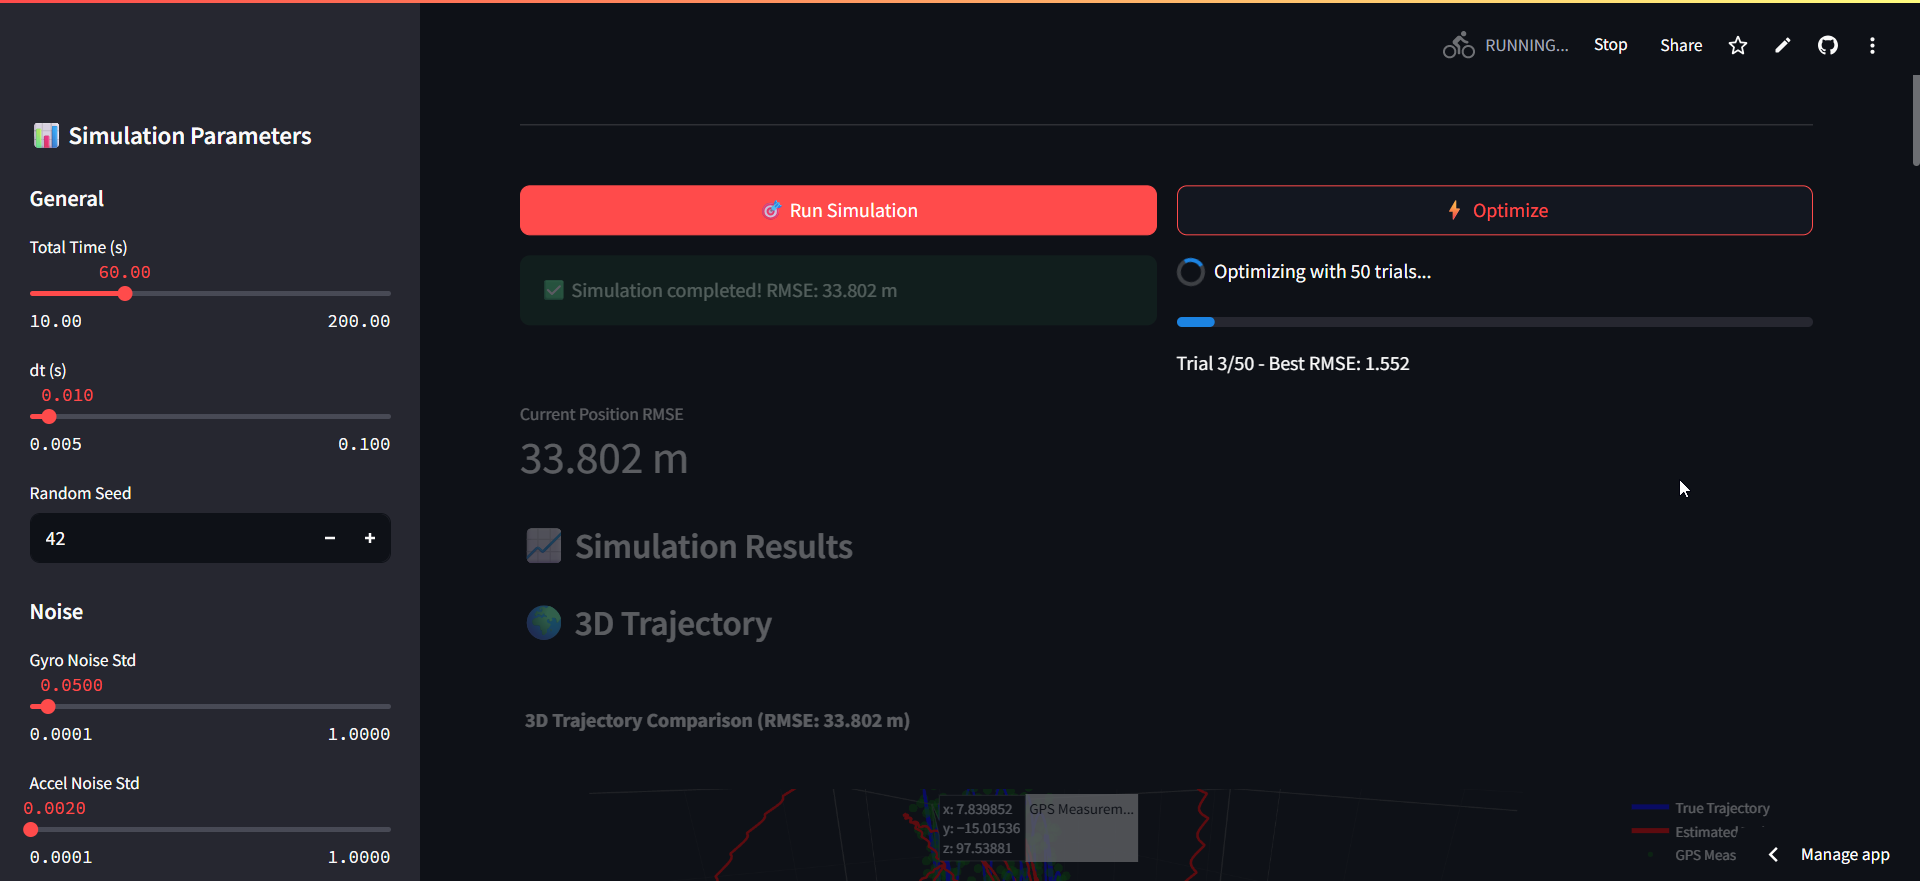 RUNNING...
Stop
Share
Simulation Parameters
General
Total Time (s)
60.00
10.00
200.00
dt (s)
0.010
0.005
0.100
Random Seed
42
Noise
Gyro Noise Std
0.0500
0.0001
1.0000
Accel Noise Std
0.0020
0.0001
1.0000
Run Simulation
Optimize
Simulation completed! RMSE: 33.802 m
Optimizing with 50 trials...
Trial 3/50 - Best RMSE: 1.552
Current Position RMSE
33.802 m
Simulation Results
3D Trajectory
3D Trajectory Comparison (RMSE: 33.802 m)
x: 7.839852
y: −15.01536
z: 97.53881
GPS Measurem...
True Trajectory
Estimated
GPS Meas
Manage app